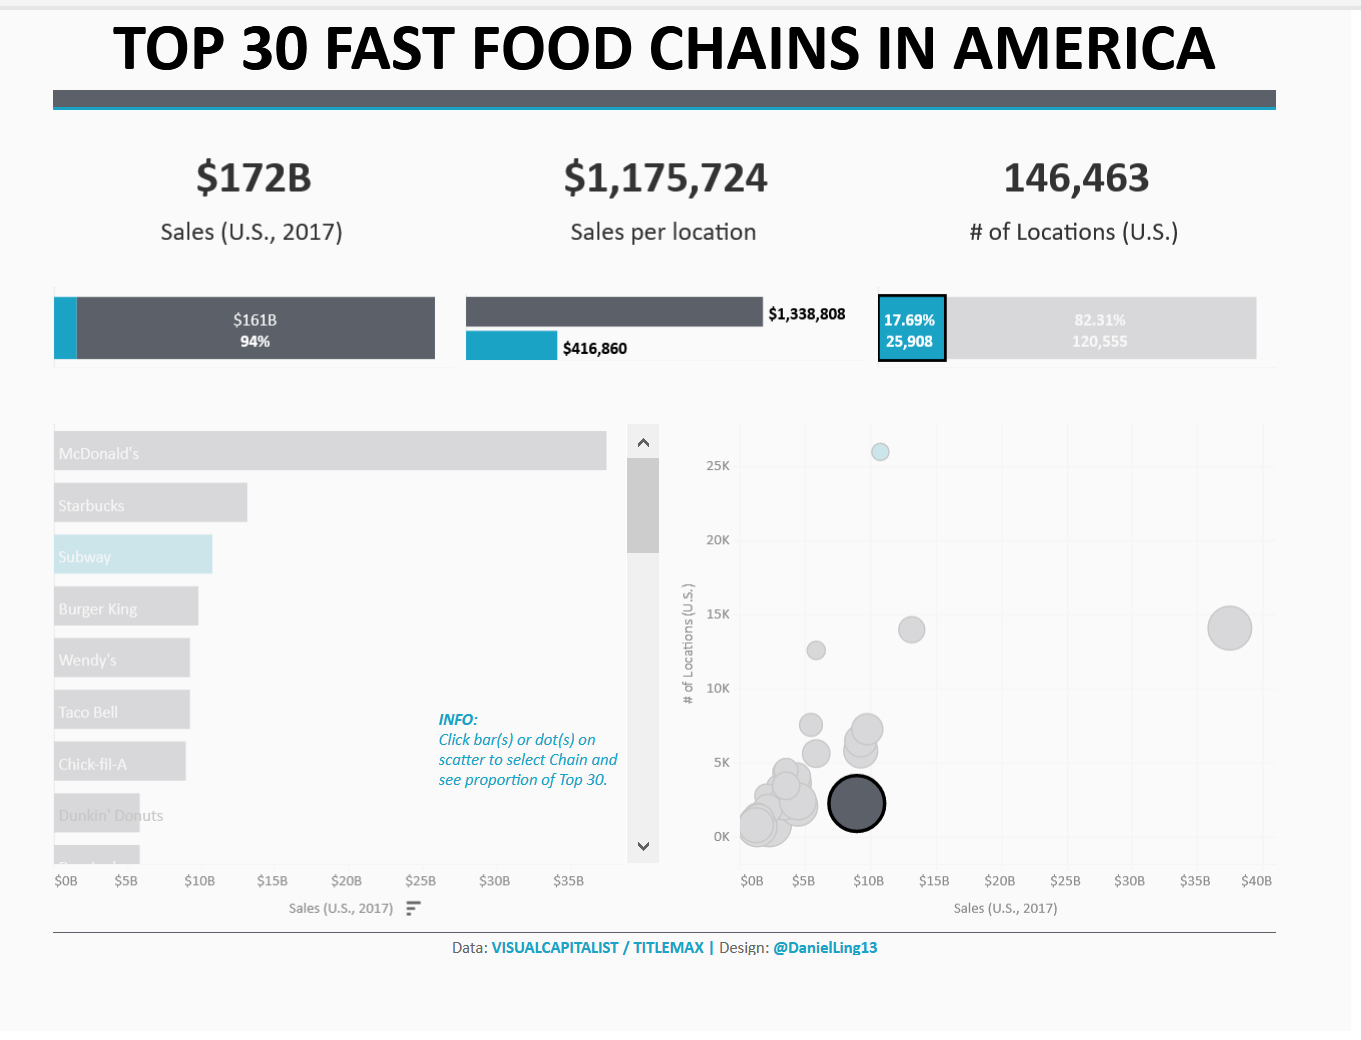 TOP 30 FAST FOOD CHAINS IN AMERICA
$172B
Sales (U.S., 2017)
$1,175,724
Sales per location
146,463
# of Locations (U.S.)
$161B
94%
$1,338,808
$416,860
17.69%
25,908
82.31%
120,555
McDonald's
Starbucks
Subway
Burger King
Wendy's
Taco Bell
Chick-fil-A
Dunkin' Donuts
INFO:
Click bar(s) or dot(s) on
scatter to select Chain and
see proportion of Top 30.
$0B $5B $10B $15B $20B $25B $30B $35B
Sales (U.S., 2017)
# of Locations (U.S.)
25K
20K
15K
10K
5K
0K
$0B $5B $10B $15B $20B $25B $30B $35B $40B
Sales (U.S., 2017)
Data: VISUALCAPITALIST / TITLEMAX | Design: @DanielLing13